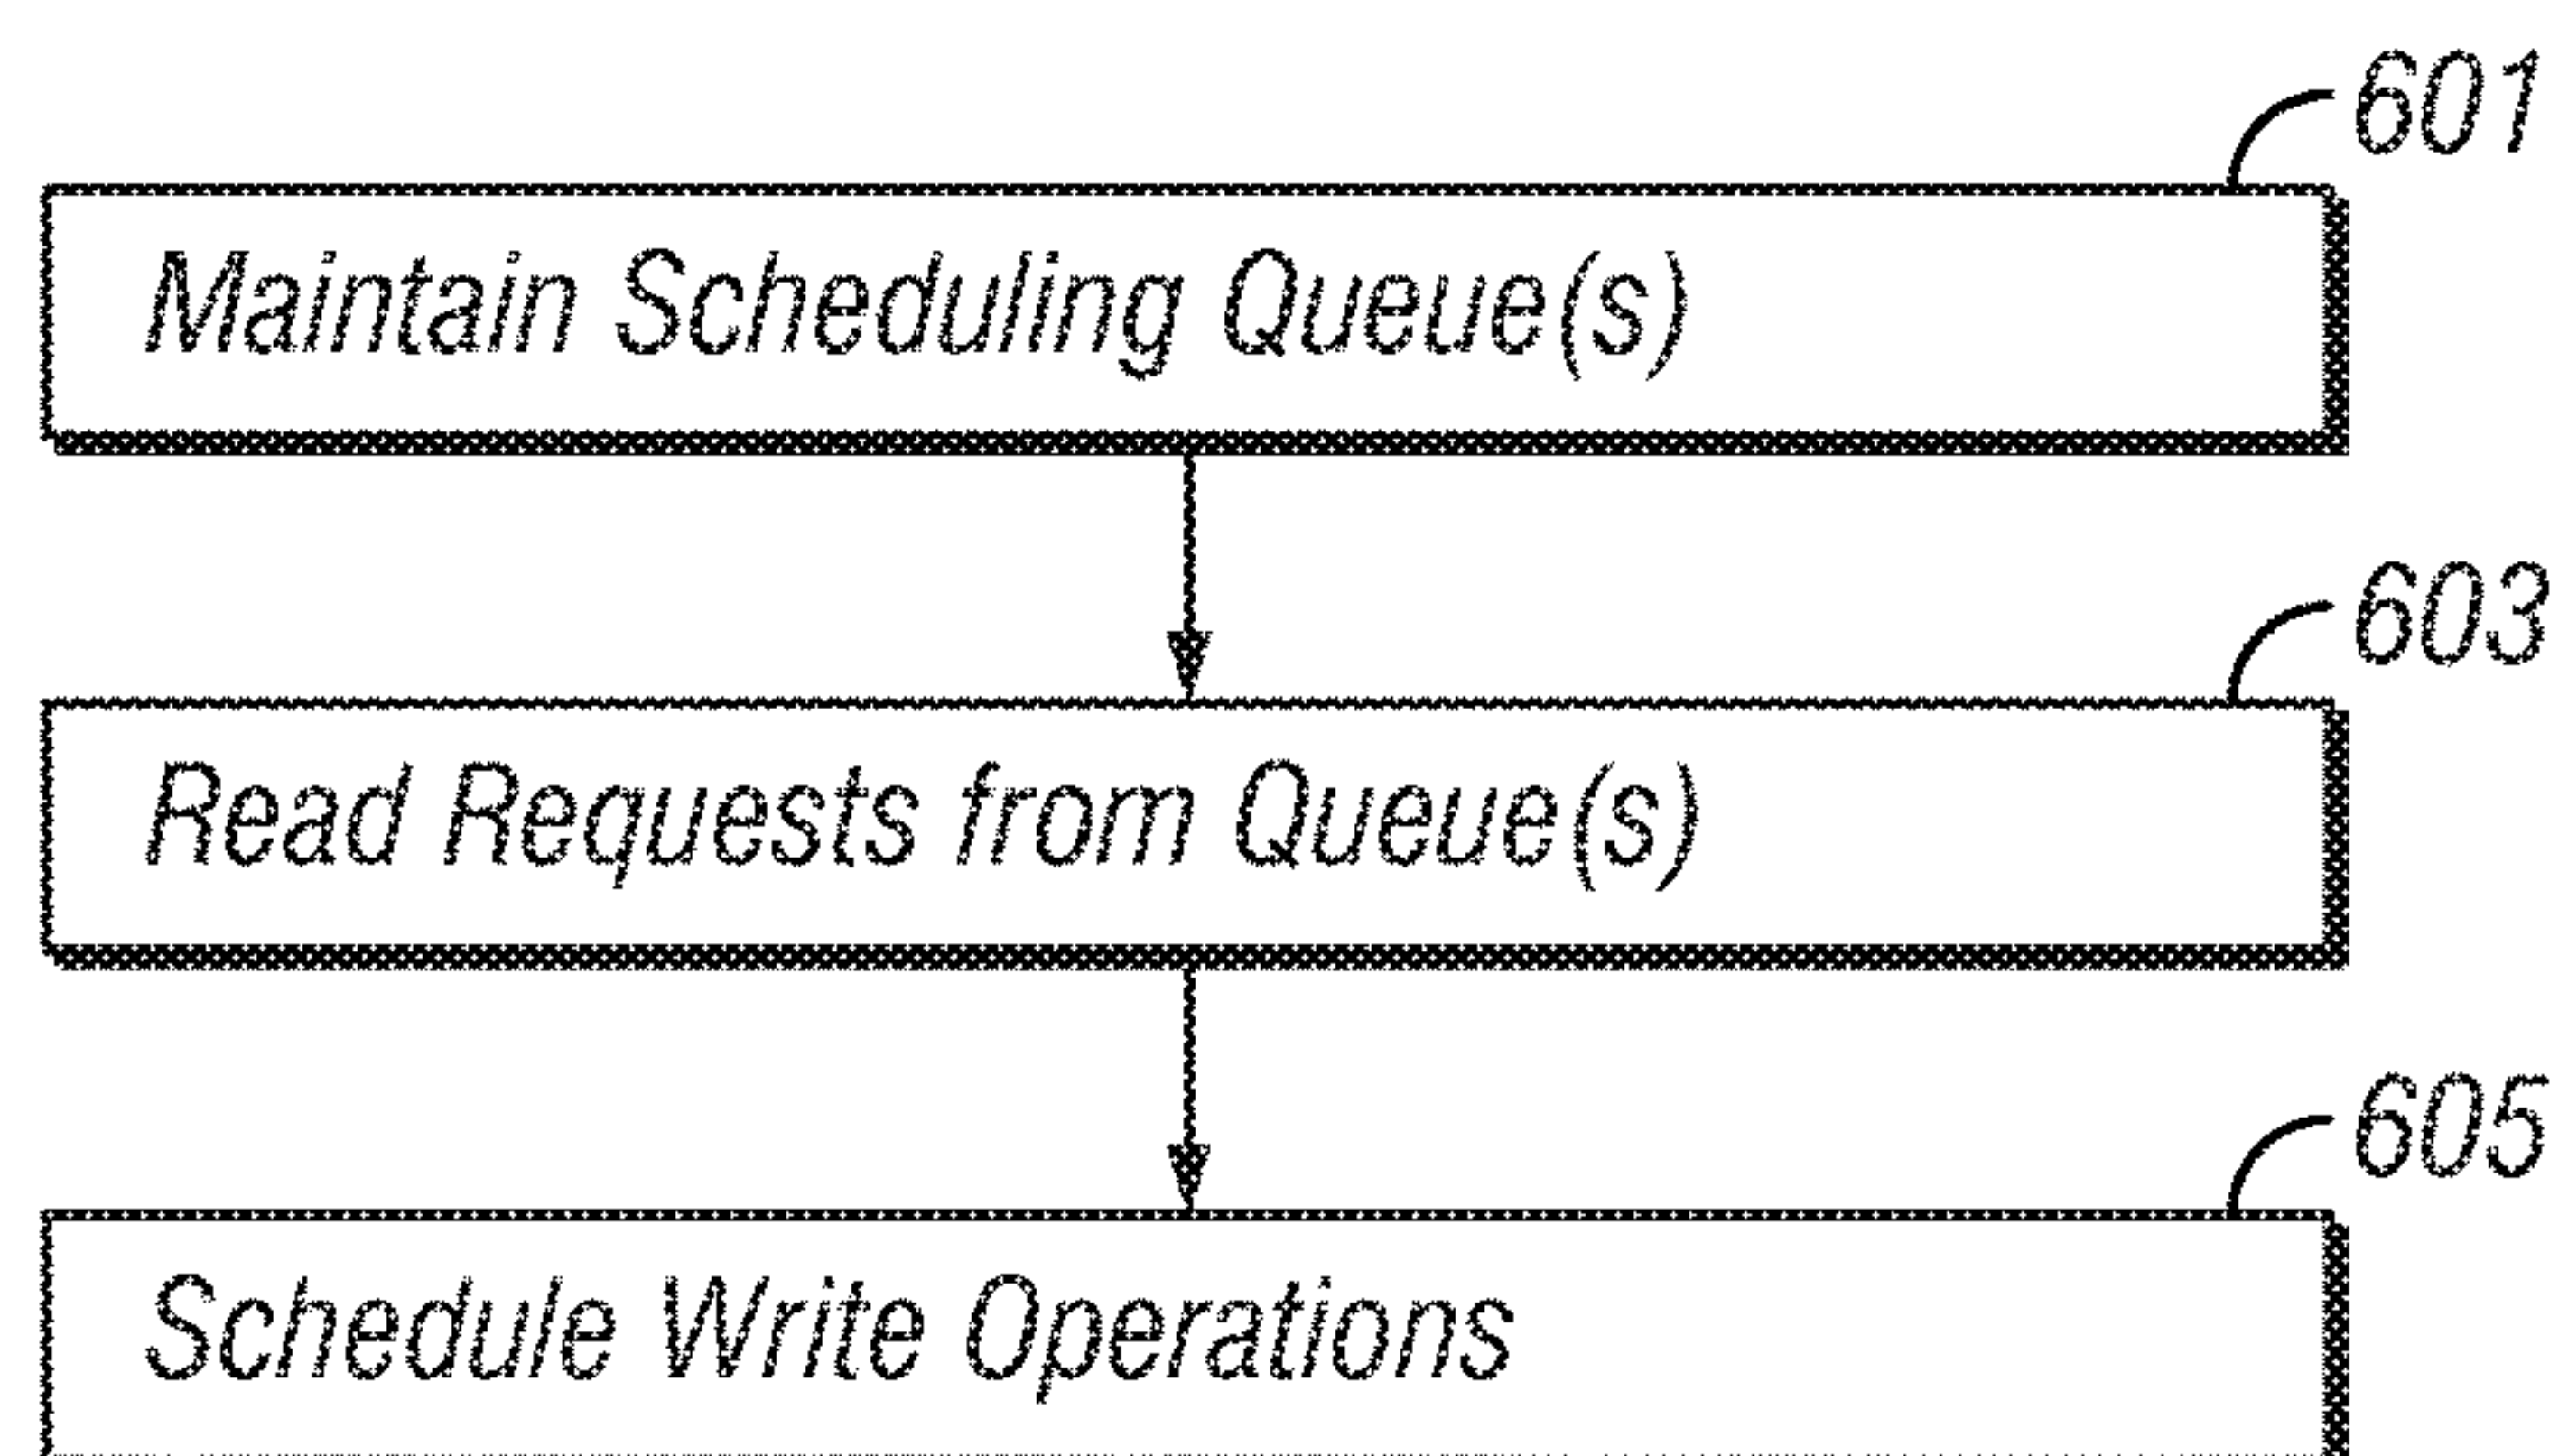 601
Maintain Scheduling Queue(s)
603
Read Requests from Queue(s)
605
Schedule Write Operations